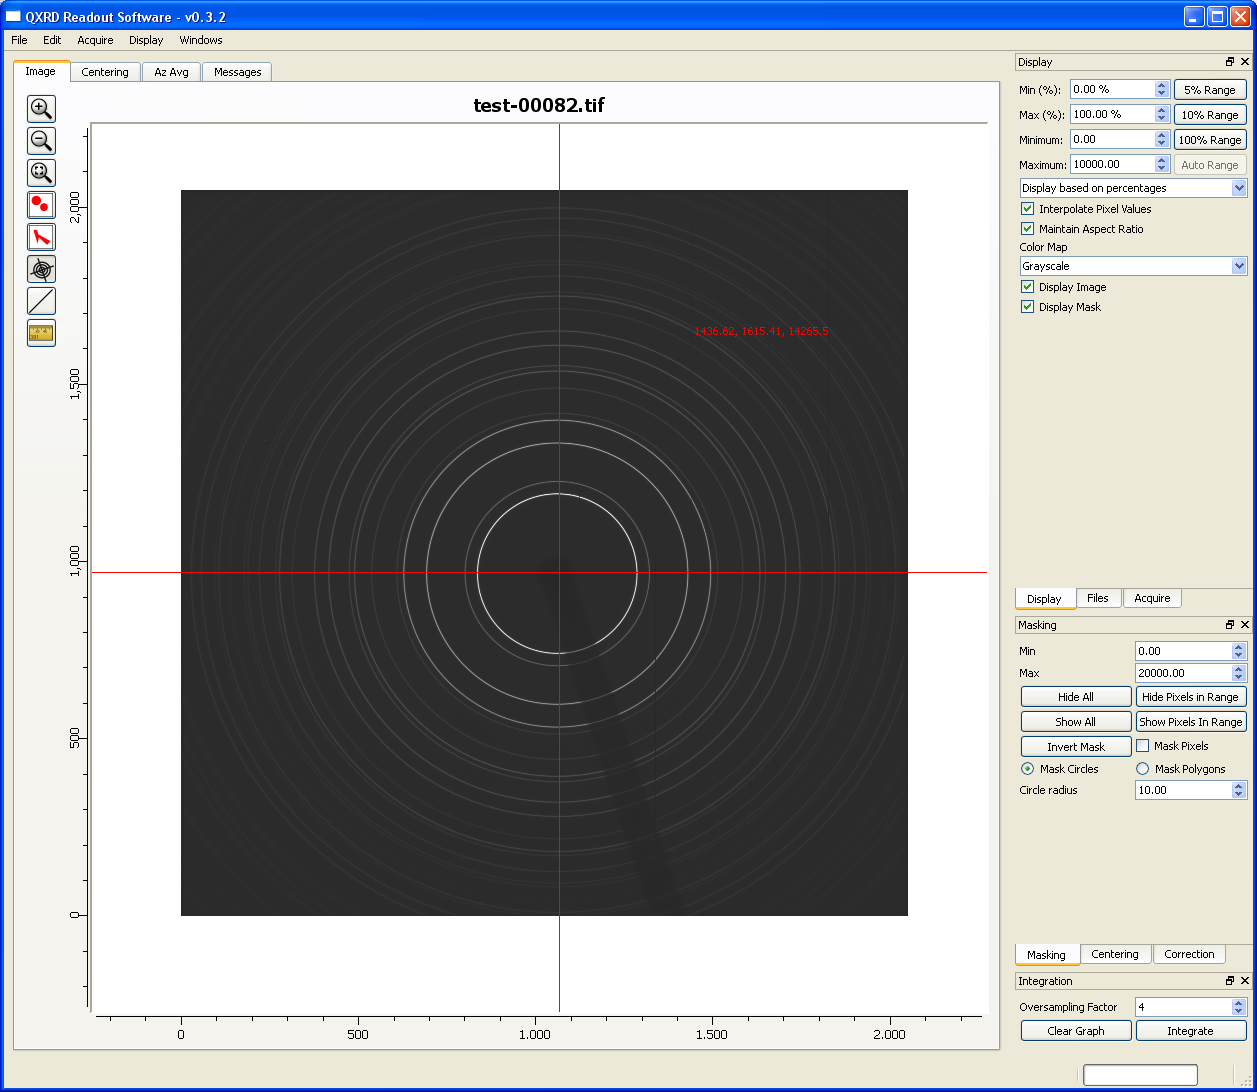 QXRD Readout Software - v0.3.2
File Edit Acquire Display Windows
Image Centering Az Avg Messages
test-00082.tif
2,000
1,500
1,000
500
0
1436.62, 1615.41, 14265.5
0 500 1.000 1.500 2.000
Display
Min (%): 0.00 % 5% Range
Max (%): 100.00 % 10% Range
Minimum: 0.00 100% Range
Maximum: 10000.00 Auto Range
Display based on percentages
Interpolate Pixel Values
Maintain Aspect Ratio
Color Map
Grayscale
Display Image
Display Mask
Display Files Acquire
Masking
Min 0.00
Max 20000.00
Hide All Hide Pixels in Range
Show All Show Pixels In Range
Invert Mask Mask Pixels
Mask Circles Mask Polygons
Circle radius 10.00
Masking Centering Correction
Integration
Oversampling Factor 4
Clear Graph Integrate